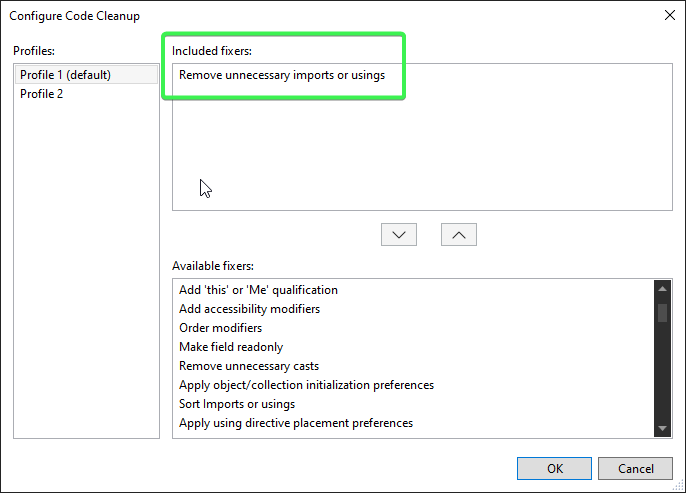 Configure Code Cleanup
Profiles:
Profile 1 (default)
Profile 2
Included fixers:
Remove unnecessary imports or usings
Available fixers:
Add 'this' or 'Me' qualification
Add accessibility modifiers
Order modifiers
Make field readonly
Remove unnecessary casts
Apply object/collection initialization preferences
Sort Imports or usings
Apply using directive placement preferences
OK
Cancel